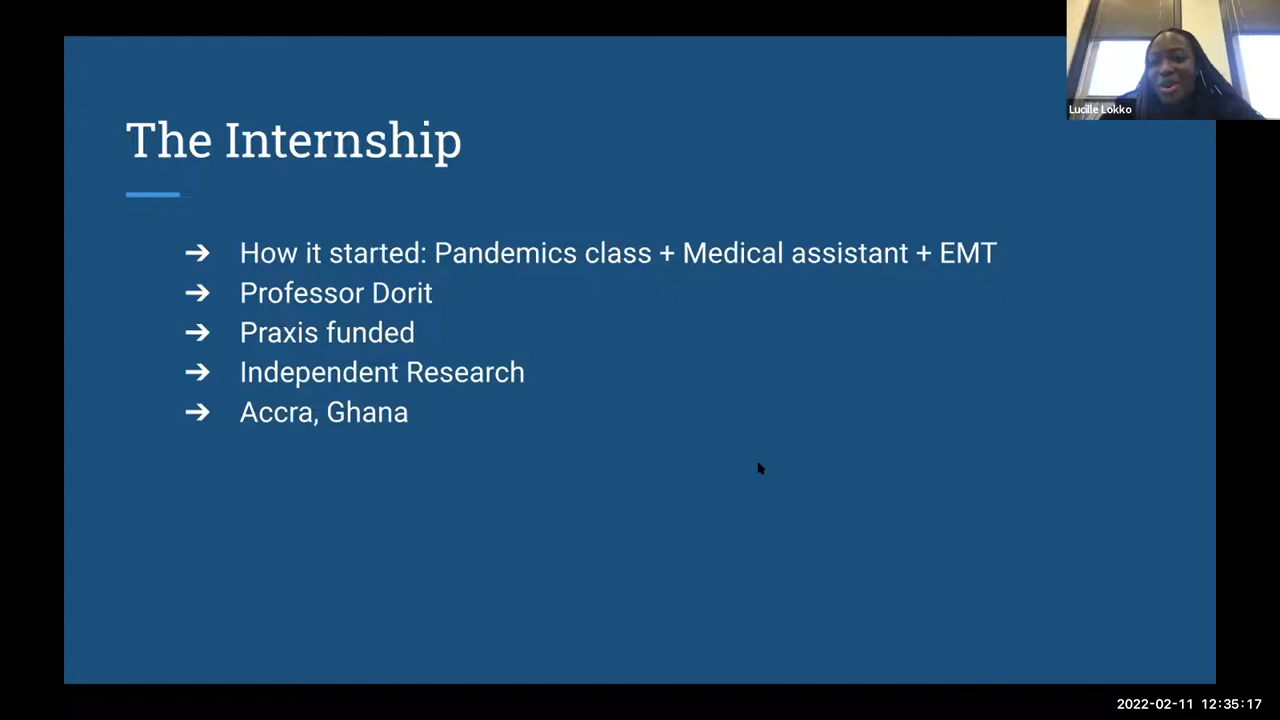 Lucille Lokko
The Internship
➔ How it started: Pandemics class + Medical assistant + EMT
➔ Professor Dorit
➔ Praxis funded
➔ Independent Research
➔ Accra, Ghana
2022-02-11 12:35:17